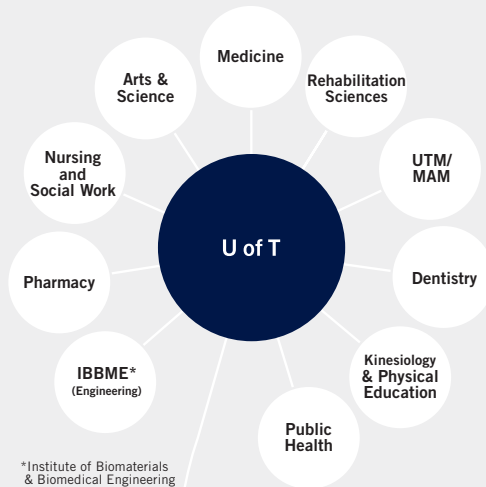 Medicine
Arts &
Science
Rehabilitation
Sciences
Nursing
and
Social Work
UTM/
MAM
U of T
Pharmacy
Dentistry
IBBME*
(Engineering)
Kinesiology
& Physical
Education
Public
Health
*Institute of Biomaterials
& Biomedical Engineering